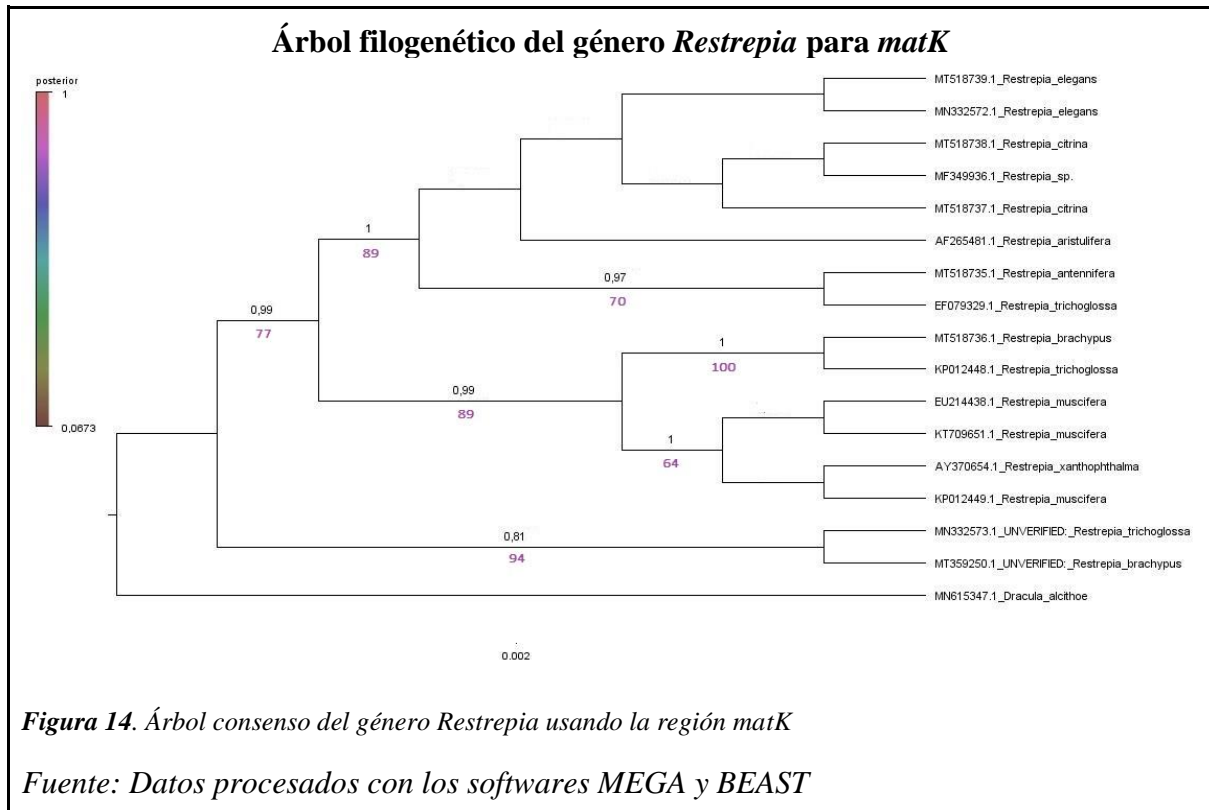 Árbol filogenético del género Restrepia para matK
posterior
1
0,0673
MT518739.1_Restrepia_elegans
MN332572.1_Restrepia_elegans
MT518738.1_Restrepia_citrina
MF349936.1_Restrepia_sp.
MT518737.1_Restrepia_citrina
AF265481.1_Restrepia_aristulifera
1
89
0,97
70
MT518735.1_Restrepia_antennifera
EF079329.1_Restrepia_trichoglossa
0,99
77
1
100
MT518736.1_Restrepia_brachypus
KP012448.1_Restrepia_trichoglossa
0,99
89
EU214438.1_Restrepia_muscifera
KT709651.1_Restrepia_muscifera
1
64
AY370654.1_Restrepia_xanthophthalma
KP012449.1_Restrepia_muscifera
0,81
94
MN332573.1_UNVERIFIED:_Restrepia_trichoglossa
MT359250.1_UNVERIFIED:_Restrepia_brachypus
MN615347.1_Dracula_alcithoe
0.002
Figura 14. Árbol consenso del género Restrepia usando la región matK
Fuente: Datos procesados con los softwares MEGA y BEAST